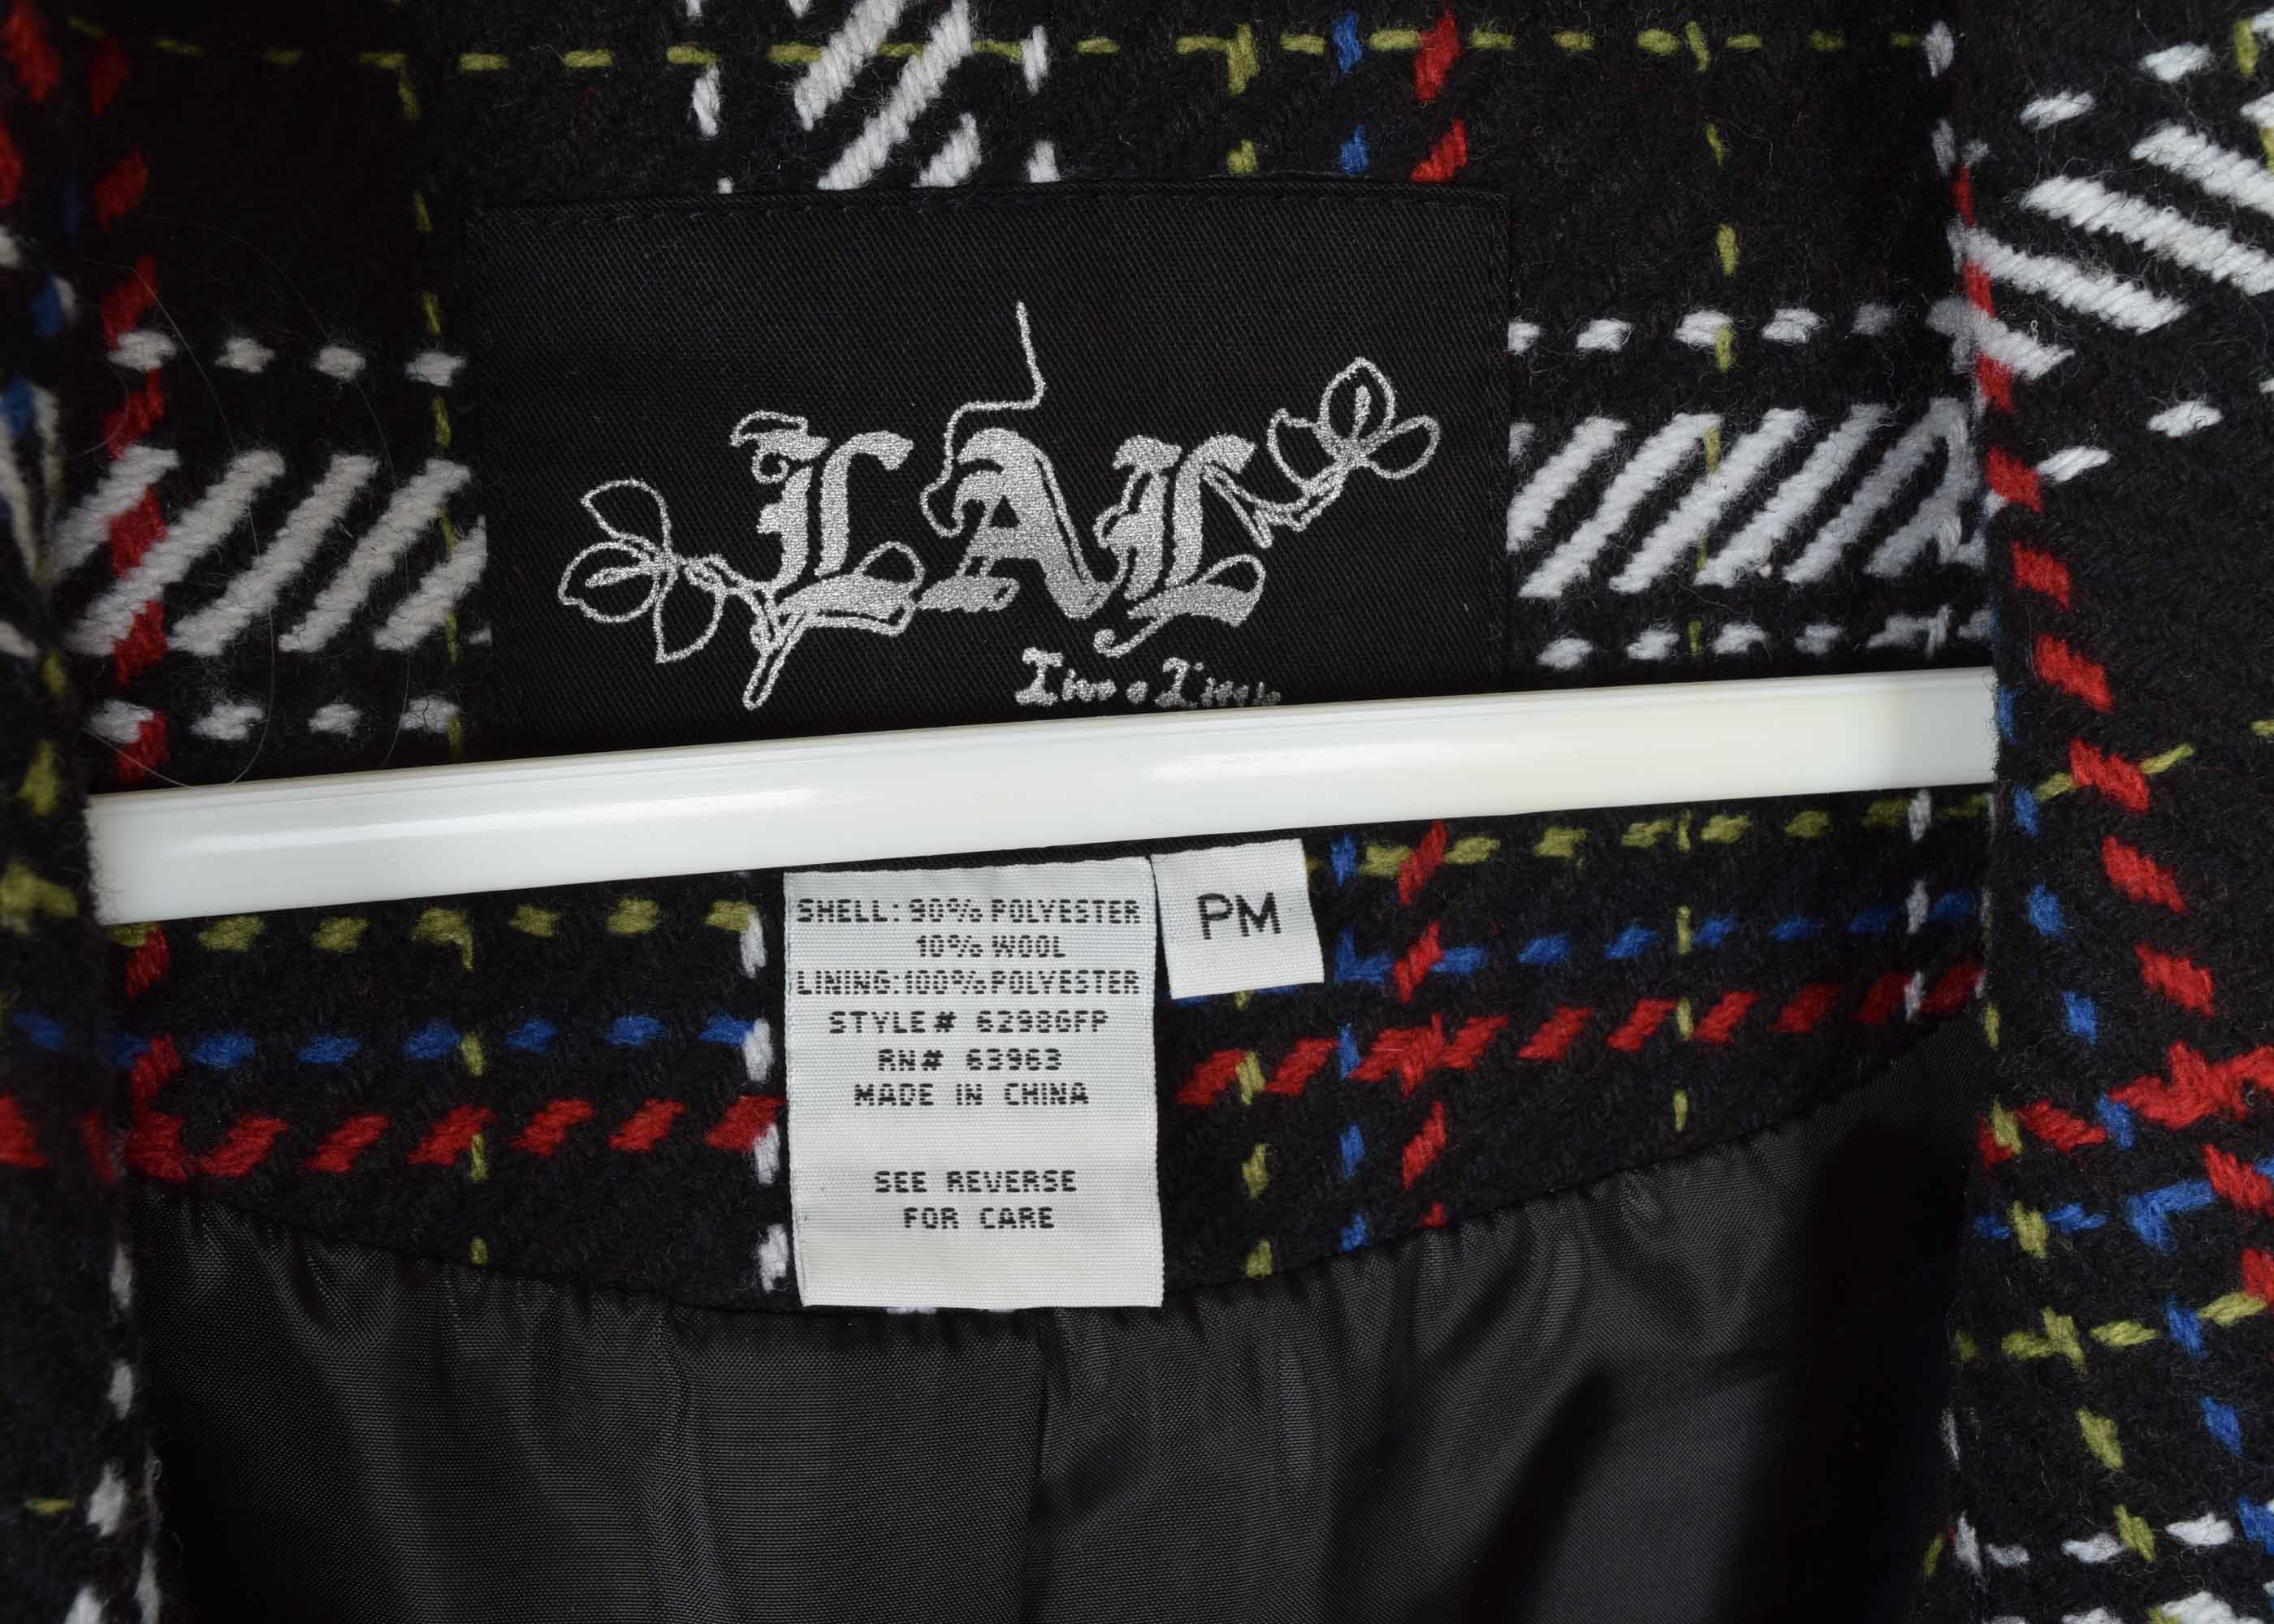 LAL
SHELL: 90% POLYESTER
10% WOOL
LINING:100% POLYESTER
STYLE# 6298GFP
RN# 63963
MADE IN CHINA
SEE REVERSE
FOR CARE
PM